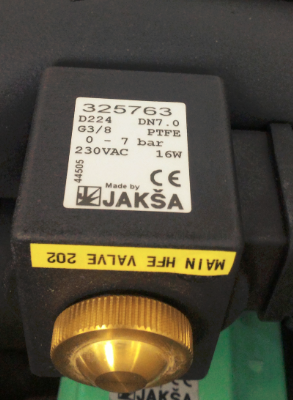 325763
D224 DN7.0
G3/8 PTFE
0 - 7 bar
230VAC 16W
44505
CE
Made by
JAKŠA
MAIN HFE VALVE 202